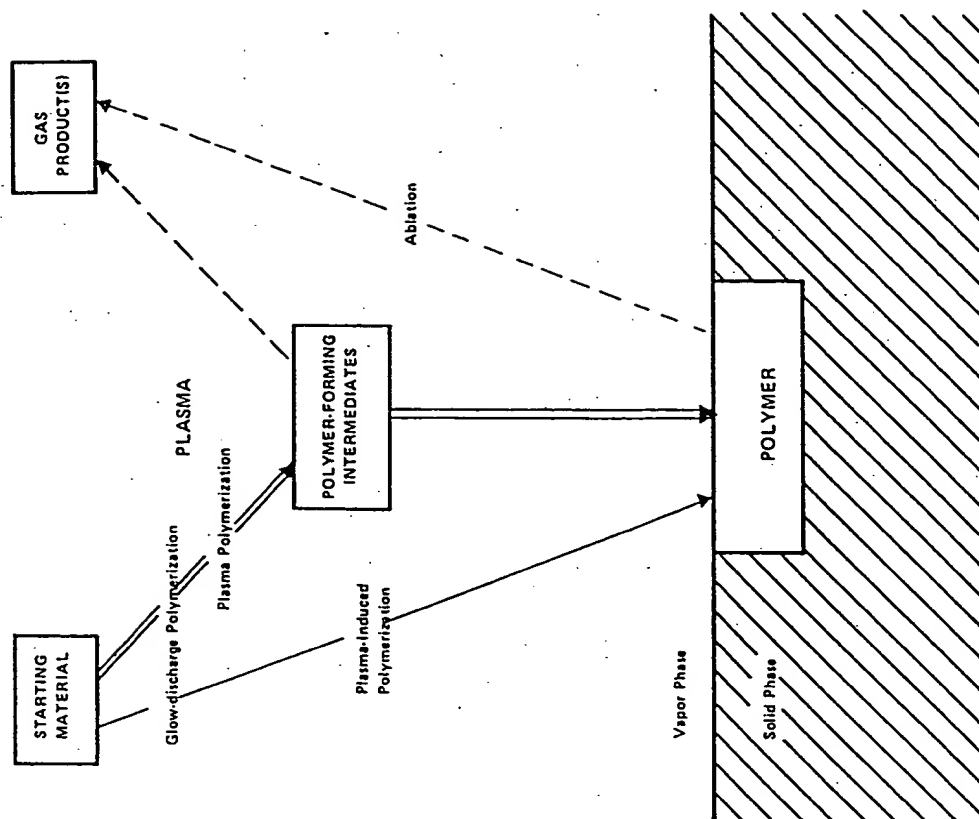 STARTING
MATERIAL
GAS
PRODUCT(S)
Glow-discharge Polymerization
PLASMA
Plasma Polymerization
POLYMER-FORMING
INTERMEDIATES
Plasma-Induced
Polymerization
Ablation
Vapor Phase
Solid Phase
POLYMER